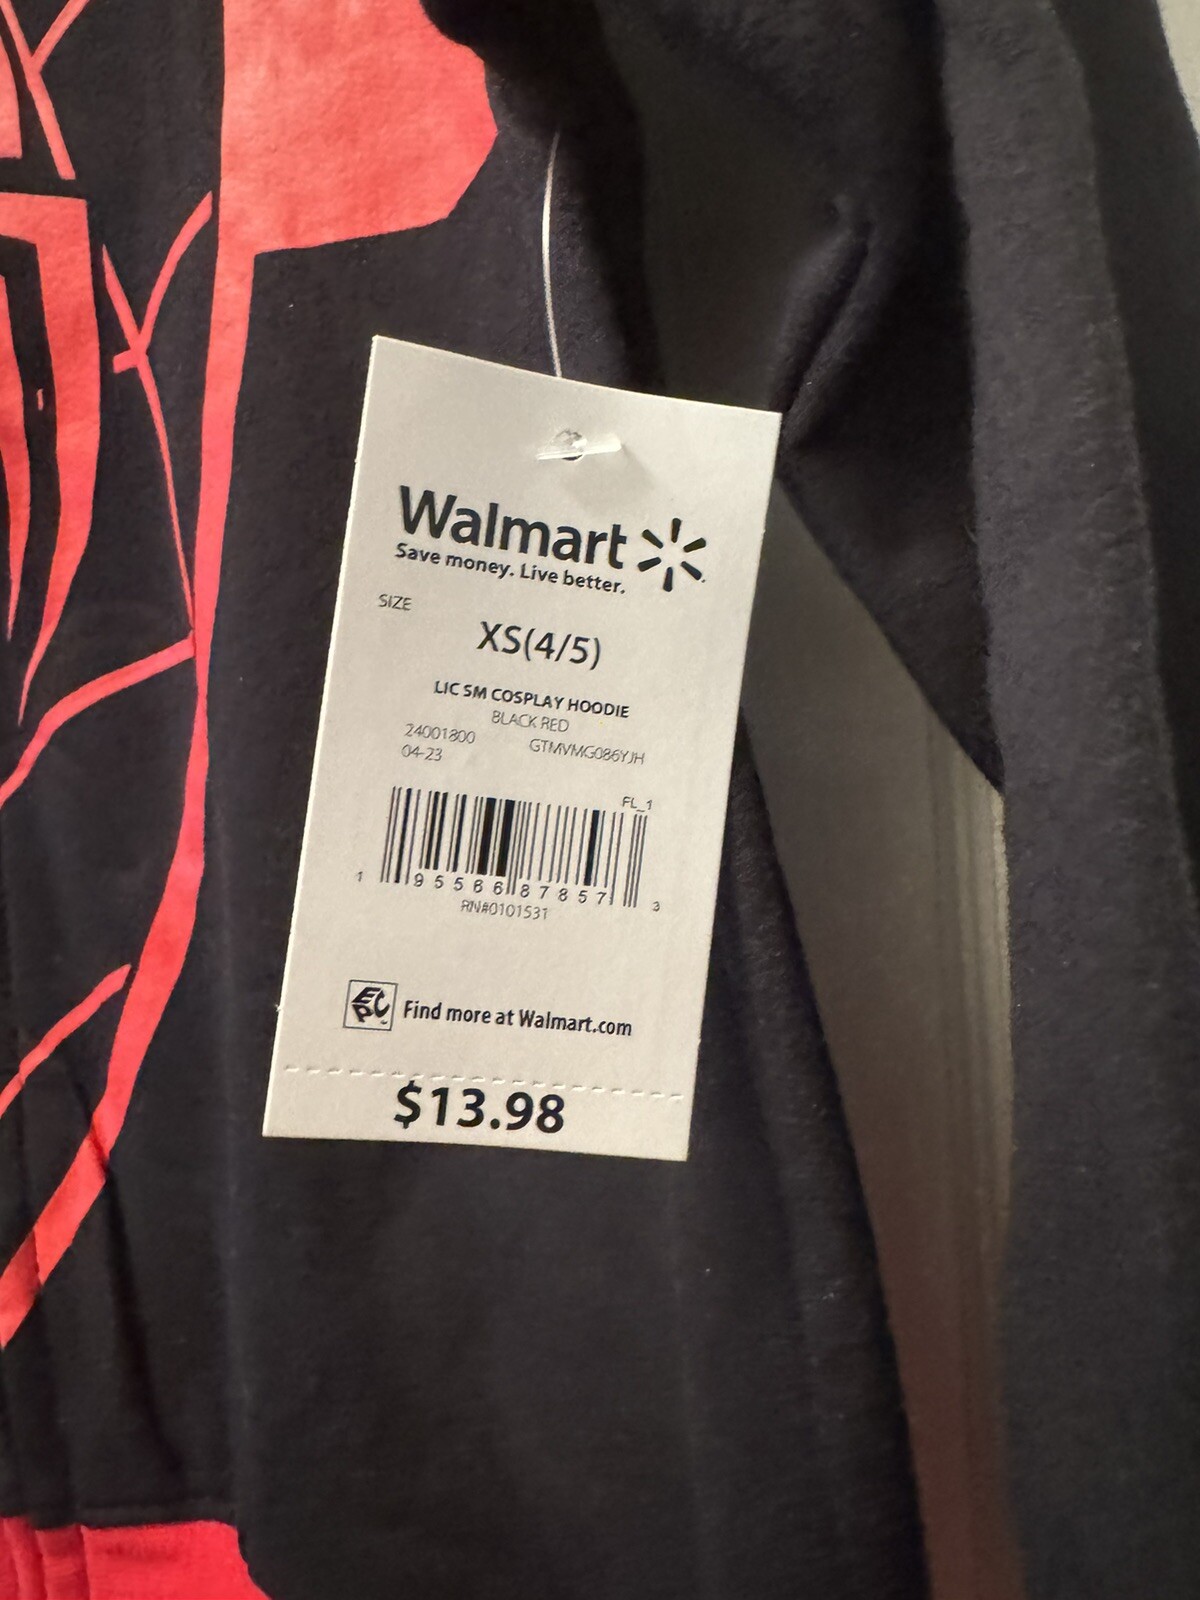 Walmart
Save money. Live better.
SIZE
XS(4/5)
LIC SM COSPLAY HOODIE
BLACK RED
24001800 GTMVMG086YJH
04-23
FL_1
1 95566 87857 3
RN#0101531
EPC Find more at Walmart.com
$13.98